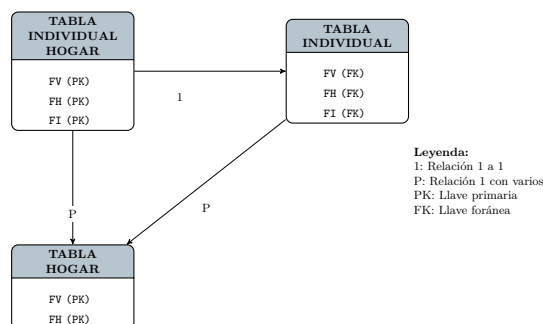 TABLA
INDIVIDUAL
HOGAR
FV (PK)
FH (PK)
FI (PK)
1
TABLA
INDIVIDUAL
FV (FK)
FH (FK)
FI (FK)
Leyenda:
1: Relación 1 a 1
P: Relación 1 con varios
PK: Llave primaria
FK: Llave foránea
P
P
TABLA
HOGAR
FV (PK)
FH (PK)